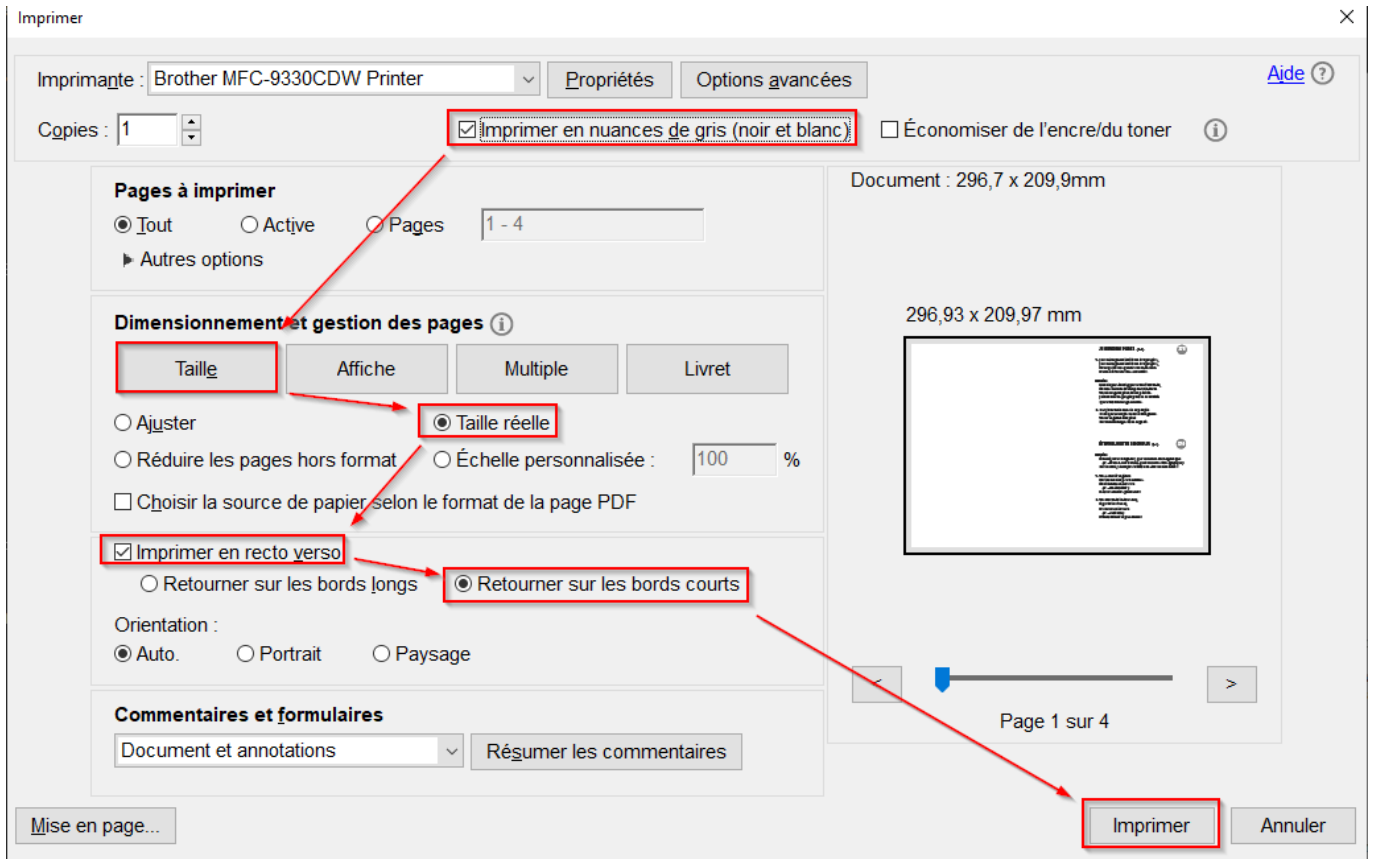 Imprimer
Imprimante : Brother MFC-9330CDW Printer Propriétés Options avancées Aide ?
Copies : 1 Imprimer en nuances de gris (noir et blanc) Économiser de l'encre/du toner i
Pages à imprimer
Tout Active Pages 1 - 4
Autres options
Dimensionnement et gestion des pages i
Taille Affiche Multiple Livret
Ajuster Taille réelle
Réduire les pages hors format Échelle personnalisée : 100 %
Choisir la source de papier selon le format de la page PDF
Imprimer en recto verso
Retourner sur les bords longs Retourner sur les bords courts
Orientation :
Auto. Portrait Paysage
Commentaires et formulaires
Document et annotations Résumer les commentaires
Document : 296,7 x 209,9mm
296,93 x 209,97 mm
< >
Page 1 sur 4
Mise en page... Imprimer Annuler